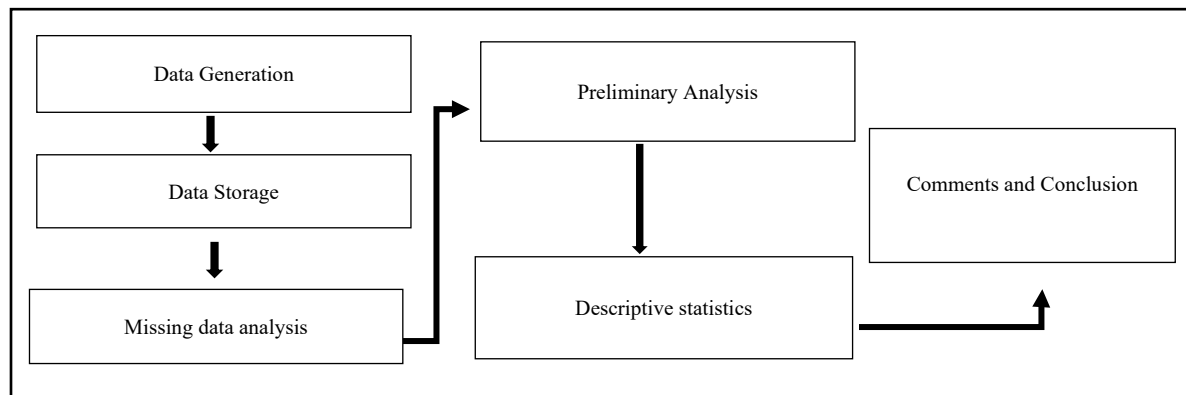 Data Generation
Data Storage
Missing data analysis
Preliminary Analysis
Descriptive statistics
Comments and Conclusion